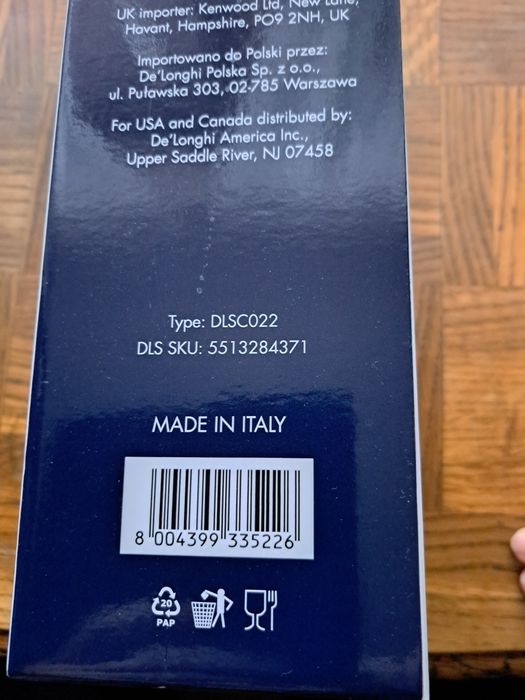 UK importer: Kenwood Ltd, New Lane,
Havant, Hampshire, PO9 2NH, UK
Importowano do Polski przez:
De'Longhi Polska Sp. z o.o.,
ul. Puławska 303, 02-785 Warszawa
For USA and Canada distributed by:
De'Longhi America Inc.,
Upper Saddle River, NJ 07458
Type: DLSC022
DLS SKU: 5513284371
MADE IN ITALY
8 004399 335226
20
PAP